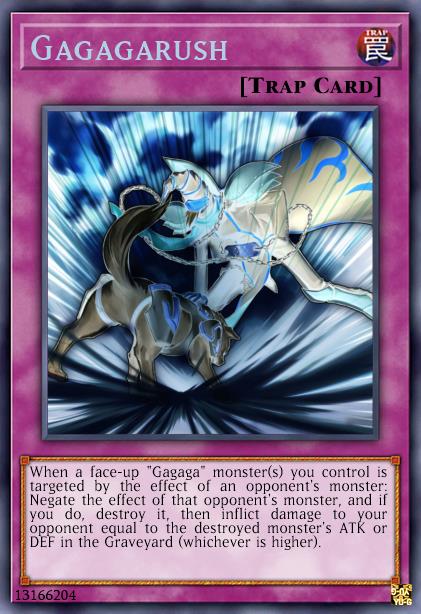 GAGAGARUSH
TRAP
罠
[TRAP CARD]
When a face-up "Gagaga" monster(s) you control is
targeted by the effect of an opponent's monster:
Negate the effect of that opponent's monster, and if
you do, destroy it, then inflict damage to your
opponent equal to the destroyed monster's ATK or
DEF in the Graveyard (whichever is higher).
13166204